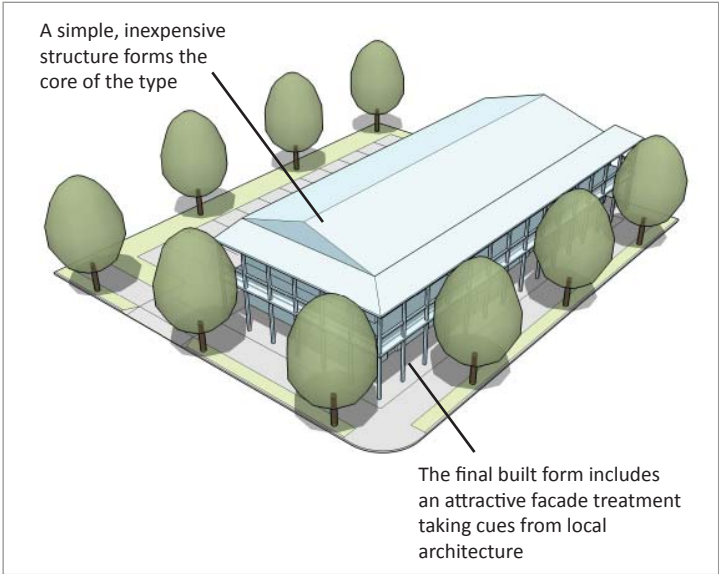 A simple, inexpensive
structure forms the
core of the type
The final built form includes
an attractive facade treatment
taking cues from local
architecture